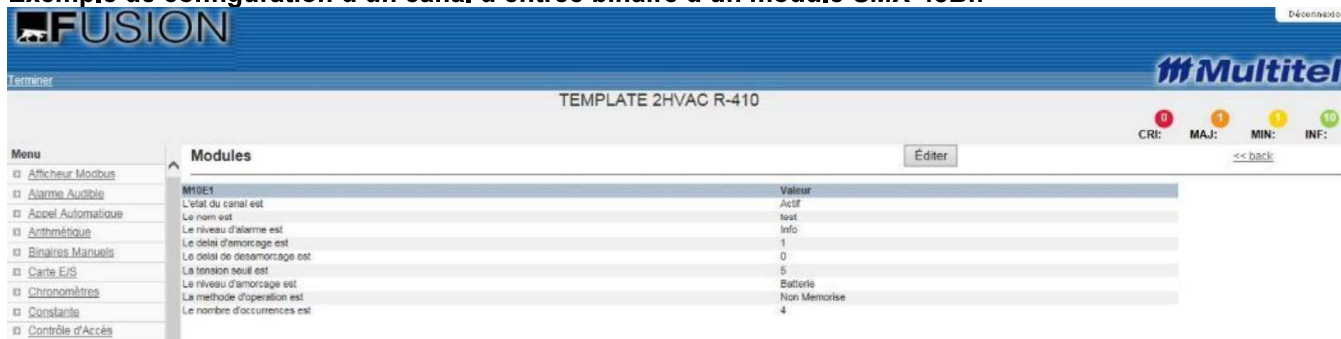 Exemple de configuration d'un canal d'entrée binaire d'un module
FUSION
Déconnexio
Multitel
Terminer
TEMPLATE 2HVAC R-410
0 1 1 10
CRI: MAJ: MIN: INF:
Menu
Modules
Éditer
<< back
Afficheur Modbus
Alarme Audible
Appel Automatique
Arithmétique
Binaires Manuels
Carte E/S
Chronomètres
Constante
Contrôle d'Accès
M10E1 Valeur
L'etat du canal est Actif
Le nom est test
Le niveau d'alarme est Info
Le delai d'amorcage est 1
Le delai de desamorcage est 0
La tension seuil est 5
Le niveau d'amorcage est Batterie
La methode d'operation est Non Memorise
Le nombre d'occurrences est 4